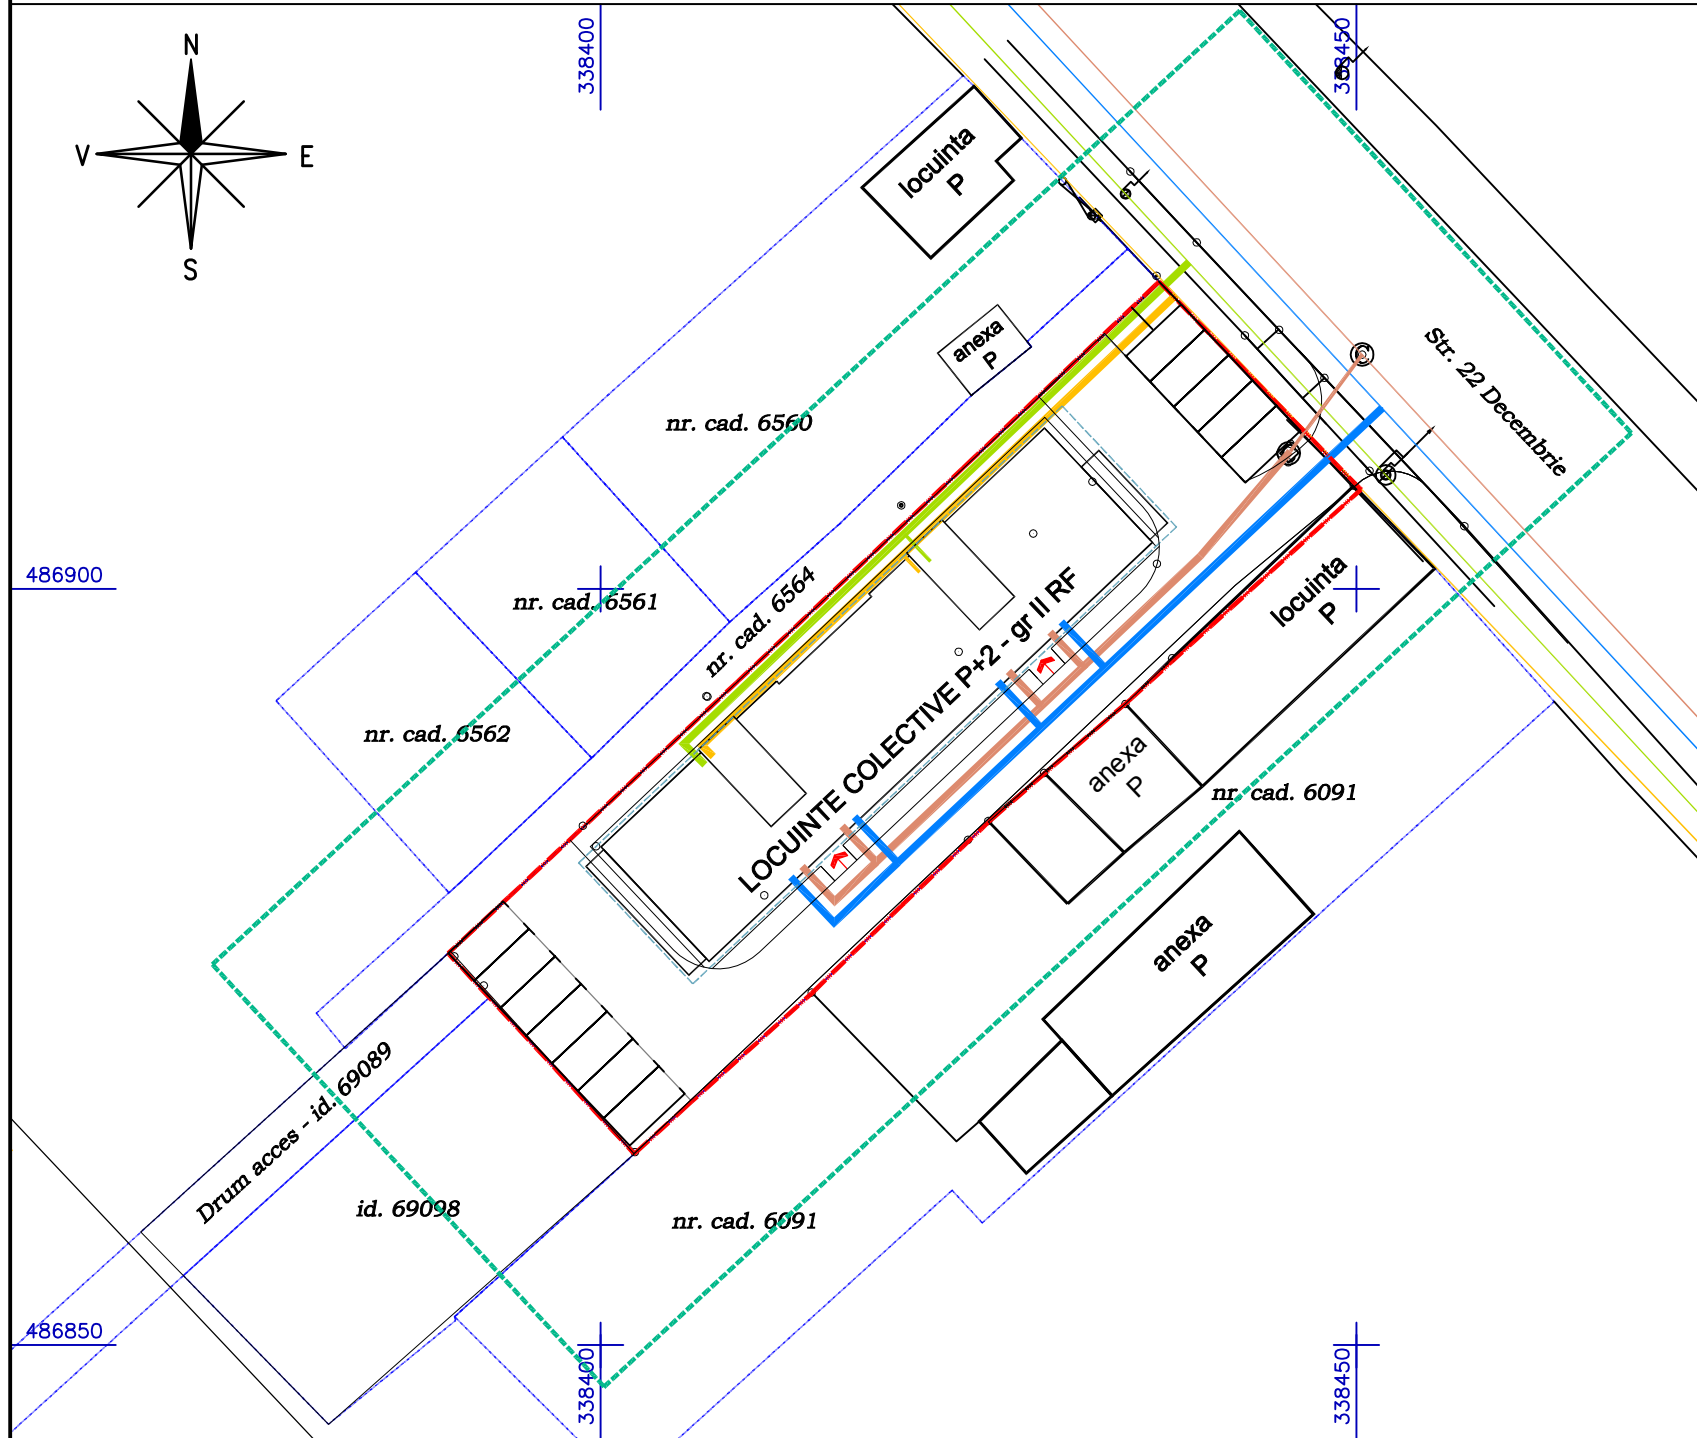 N
V
E
S
338400
338450
locuinta
P
anexa
P
Str. 22 Decembrie
nr. cad. 6560
486900
nr. cad. 6561
nr. cad. 6564
nr. cad. 6562
LOCUINTE COLECTIVE P+2 - gr II RF
locuinta
P
anexa
P
nr. cad. 6091
anexa
P
Drum acces - id. 69089
id. 69098
nr. cad. 6091
486850
338400
338450